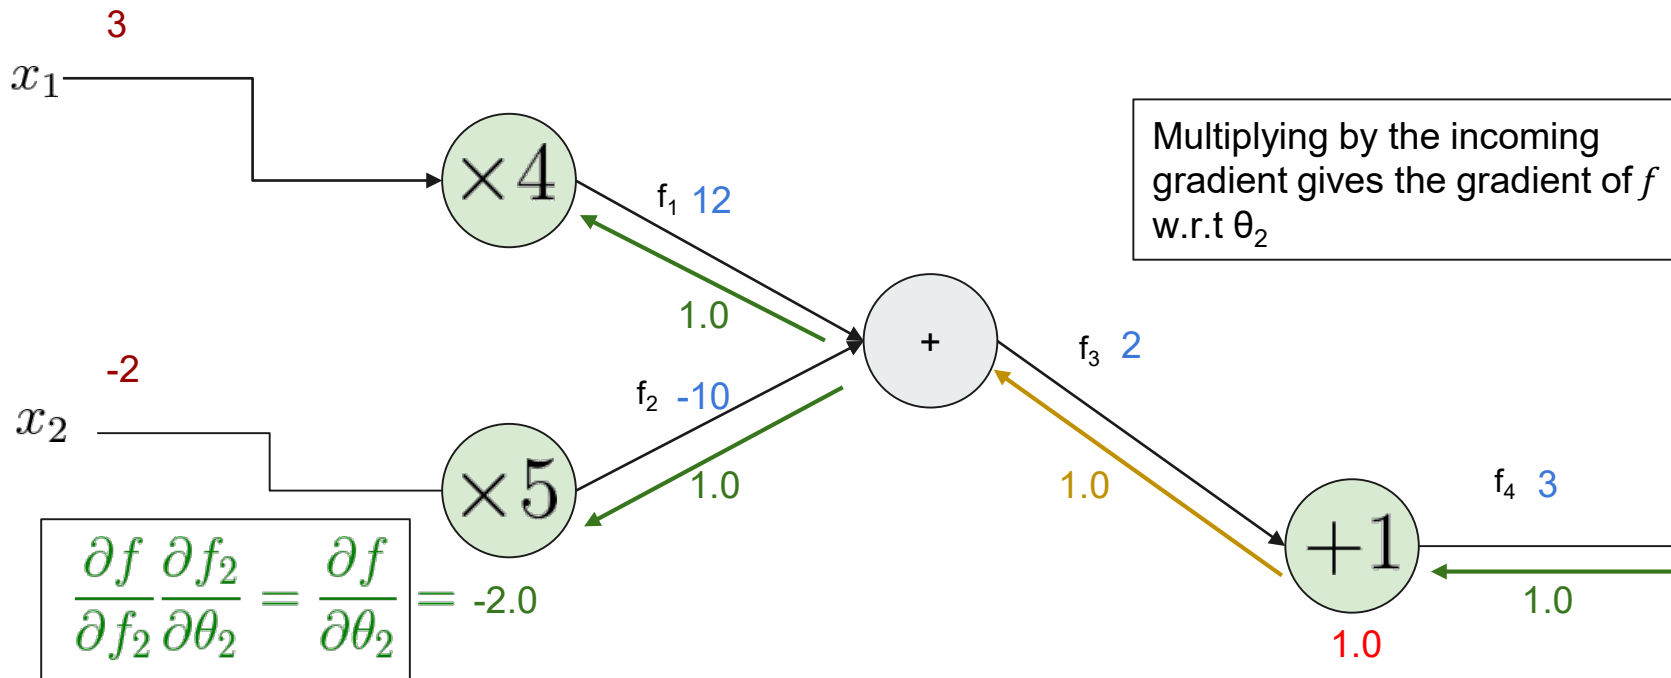 3
x₁
×4
f₁ 12
1.0
Multiplying by the incoming
gradient gives the gradient of f
w.r.t θ₂
+
f₃ 2
-2
x₂
f₂ -10
×5
1.0
1.0
f₄ 3
+1
1.0
1.0
∂f/∂f₂ ∂f₂/∂θ₂ = ∂f/∂θ₂ = -2.0